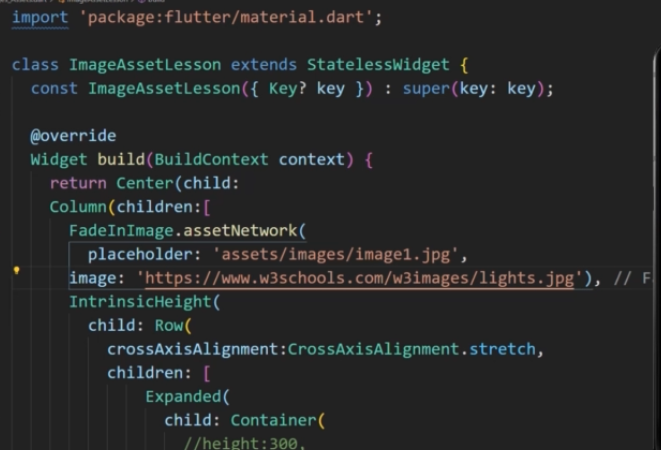 import 'package:flutter/material.dart';
class ImageAssetLesson extends StatelessWidget {
const ImageAssetLesson({ Key? key }) : super(key: key);
@override
Widget build(BuildContext context) {
return Center(child:
Column(children:[
FadeInImage.assetNetwork(
placeholder: 'assets/images/image1.jpg',
image: 'https://www.w3schools.com/w3images/lights.jpg'), // F
IntrinsicHeight(
child: Row(
crossAxisAlignment:CrossAxisAlignment.stretch,
children: [
Expanded(
child: Container(
//height:300,